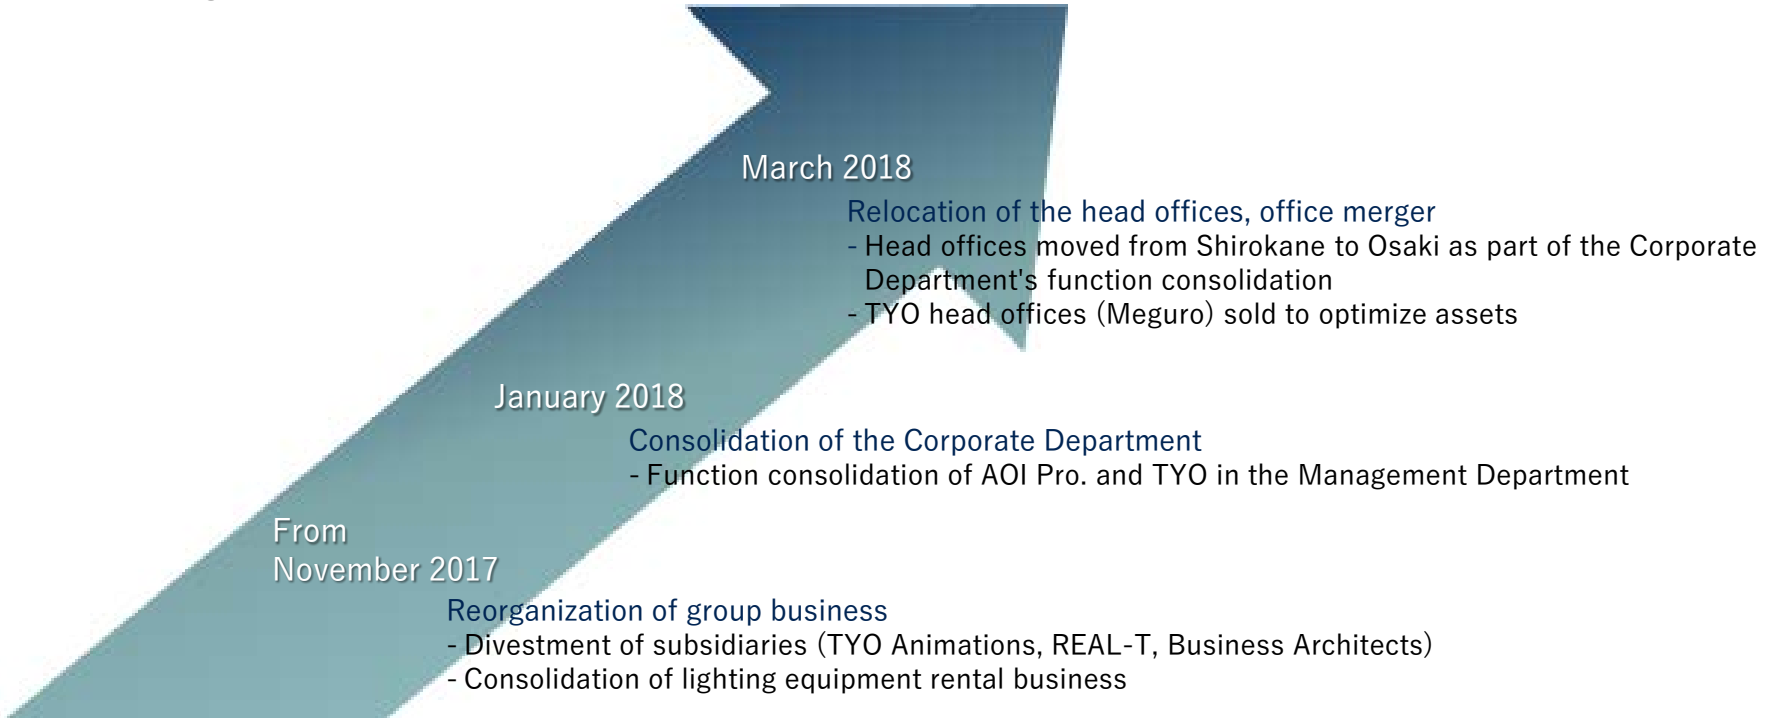 March 2018
Relocation of the head offices, office merger
- Head offices moved from Shirokane to Osaki as part of the Corporate
Department's function consolidation
- TYO head offices (Meguro) sold to optimize assets
January 2018
Consolidation of the Corporate Department
- Function consolidation of AOI Pro. and TYO in the Management Department
From
November 2017
Reorganization of group business
- Divestment of subsidiaries (TYO Animations, REAL-T, Business Architects)
- Consolidation of lighting equipment rental business